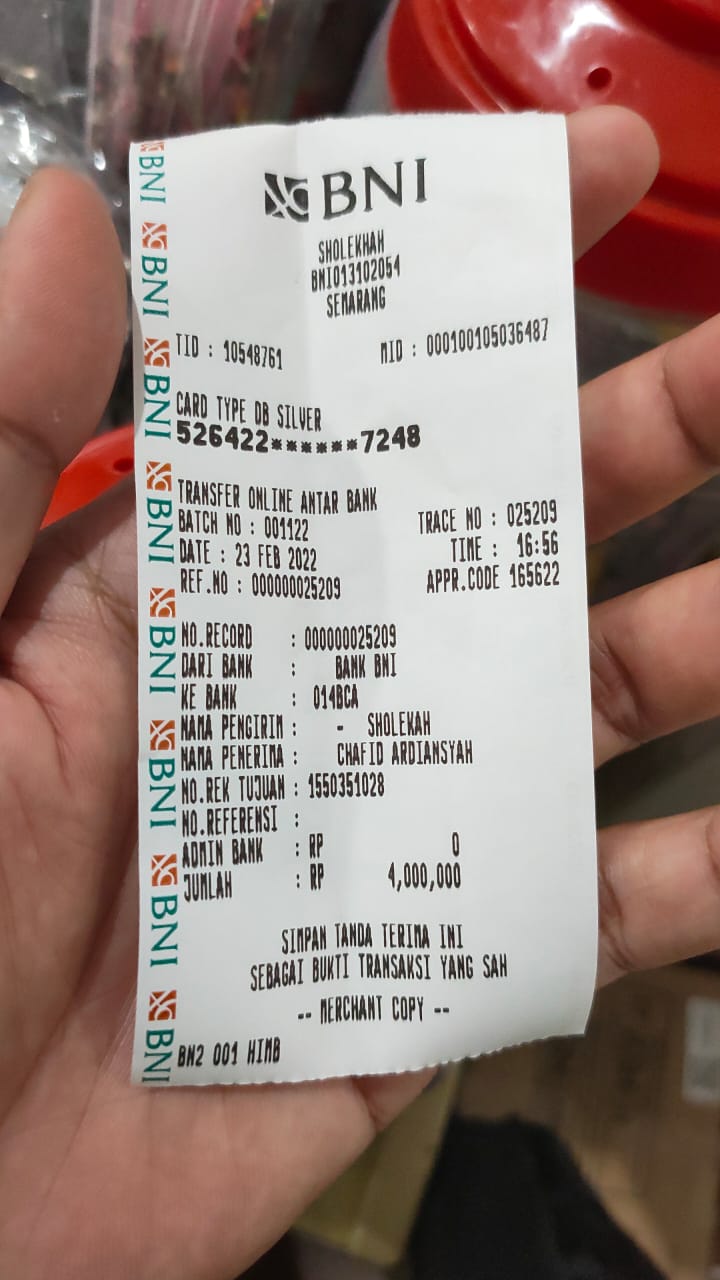 BNI
SHOLEKHAH
BNI013102054
SEMARANG
TID : 10548761 MID : 000100105036487
CARD TYPE DB SILVER
526422******7248
TRANSFER ONLINE ANTAR BANK
BATCH NO : 001122 TRACE NO : 025209
DATE : 23 FEB 2022 TIME : 16:56
REF.NO : 000000025209 APPR.CODE 165622
NO.RECORD : 000000025209
DARI BANK : BANK BNI
KE BANK : 014BCA
NAMA PENGIRIM : - SHOLEKAH
NAMA PENERIMA : CHAFID ARDIANSYAH
NO.REK TUJUAN : 1550351028
NO.REFERENSI :
ADMIN BANK : RP 0
JUMLAH : RP 4,000,000
SIMPAN TANDA TERIMA INI
SEBAGAI BUKTI TRANSAKSI YANG SAH
-- MERCHANT COPY --
BN2 001 HIMB
BNI
BNI
BNI
BNI
BNI
BNI
BNI
BNI